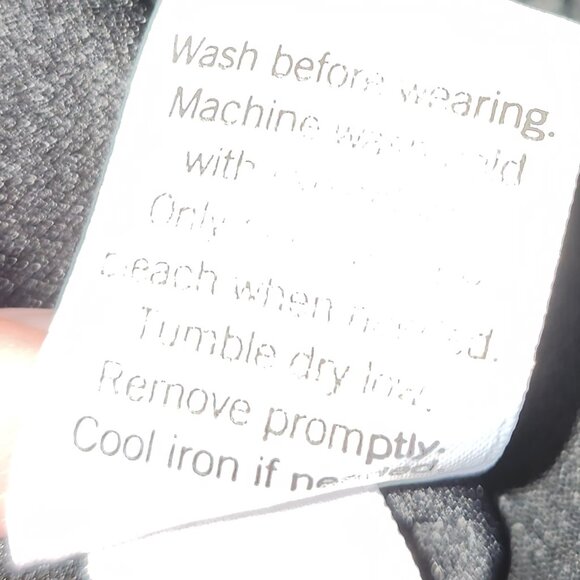 Wash before wearing.
Machine wash cold
with
Only
bleach when needed.
Tumble dry low.
Remove promptly.
Cool iron if needed